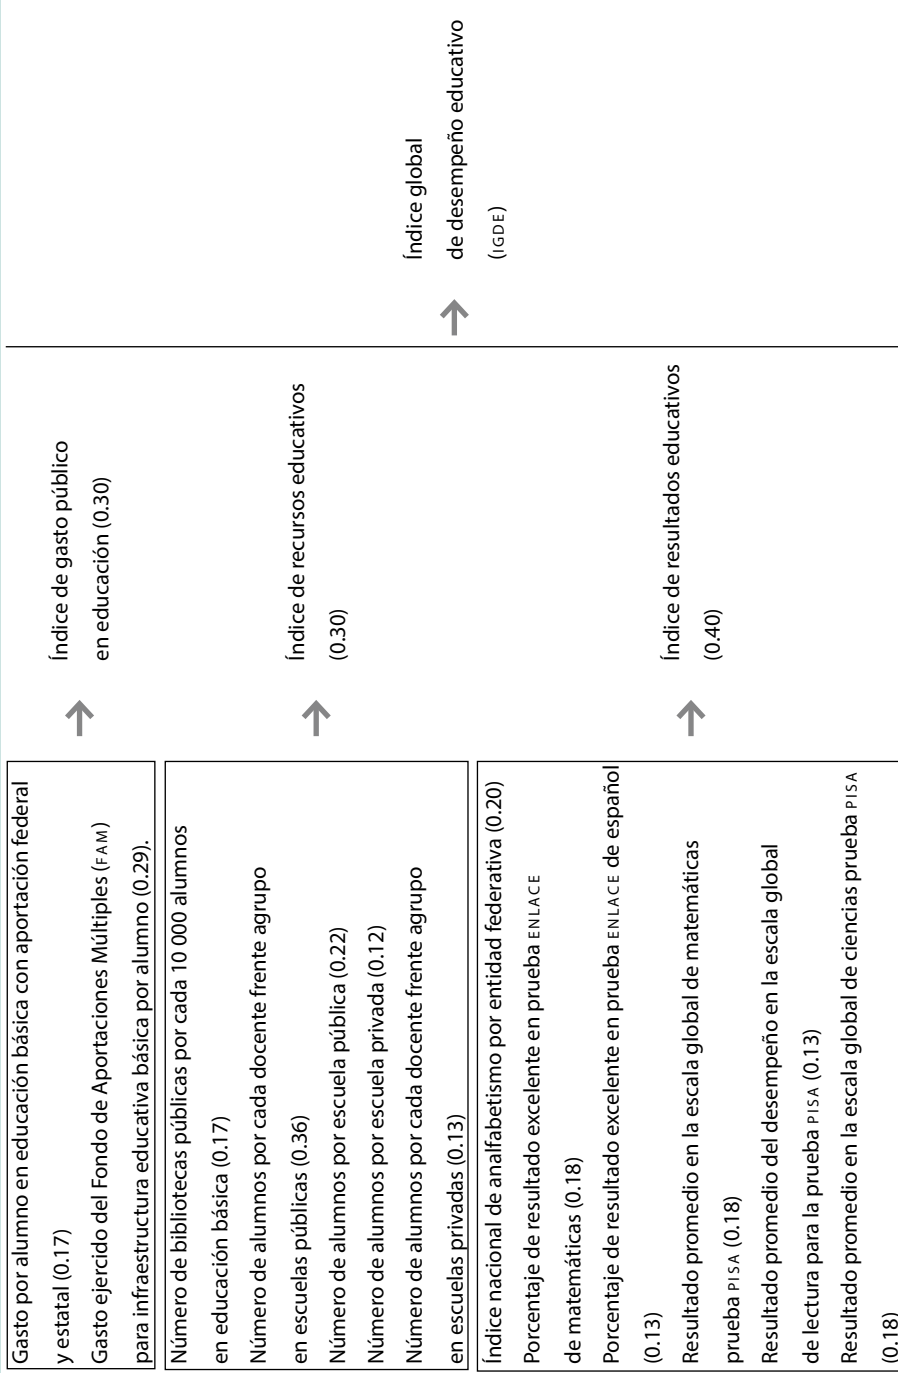 Gasto por alumno en educación básica con aportación federal
y estatal (0.17)
Gasto ejercido del Fondo de Aportaciones Múltiples (FAM)
para infraestructura educativa básica por alumno (0.29).
Número de bibliotecas públicas por cada 10 000 alumnos
en educación básica (0.17)
Número de alumnos por cada docente frente agrupo
en escuelas públicas (0.36)
Número de alumnos por escuela pública (0.22)
Número de alumnos por escuela privada (0.12)
Número de alumnos por cada docente frente agrupo
en escuelas privadas (0.13)
Índice nacional de analfabetismo por entidad federativa (0.20)
Porcentaje de resultado excelente en prueba ENLACE
de matemáticas (0.18)
Porcentaje de resultado excelente en prueba ENLACE de español
(0.13)
Resultado promedio en la escala global de matemáticas
prueba PISA (0.18)
Resultado promedio del desempeño en la escala global
de lectura para la prueba PISA (0.13)
Resultado promedio en la escala global de ciencias prueba PISA
(0.18)
Índice de gasto público
en educación (0.30)
Índice de recursos educativos
(0.30)
Índice de resultados educativos
(0.40)
Índice global
de desempeño educativo
(IGDE)